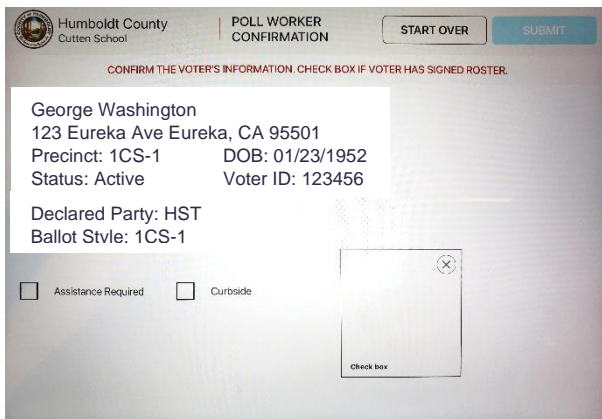 Humboldt County
Cutten School
POLL WORKER
CONFIRMATION
START OVER
SUBMIT
CONFIRM THE VOTER'S INFORMATION. CHECK BOX IF VOTER HAS SIGNED ROSTER.
George Washington
123 Eureka Ave Eureka, CA 95501
Precinct: 1CS-1 DOB: 01/23/1952
Status: Active Voter ID: 123456
Declared Party: HST
Ballot Style: 1CS-1
Assistance Required
Curbside
Check box